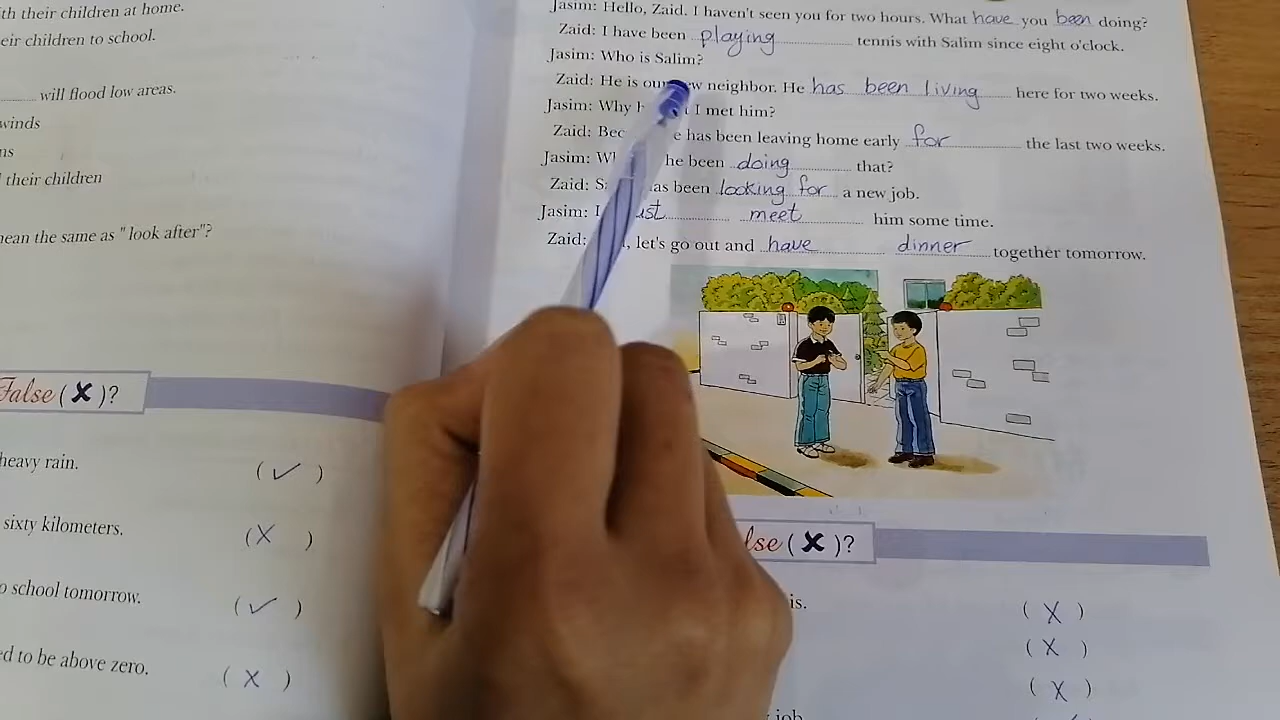 th their children at home.
eir children to school.
will flood low areas.
winds
ns
their children
ean the same as "look after"?
False (✗)?
heavy rain. (✓)
sixty kilometers. (X)
school tomorrow. (✓)
ed to be above zero. (X)
Jasim: Hello, Zaid. I haven't seen you for two hours. What have you been doing?
Zaid: I have been playing tennis with Salim since eight o'clock.
Jasim: Who is Salim?
Zaid: He is our new neighbor. He has been living here for two weeks.
Jasim: Why I met him?
Zaid: Bec e has been leaving home early for the last two weeks.
Jasim: W he been doing that?
Zaid: S as been looking for a new job.
Jasim: I ust meet him some time.
Zaid: , let's go out and have dinner together tomorrow.
lse (✗)?
is. (X)
(X)
(X)
job